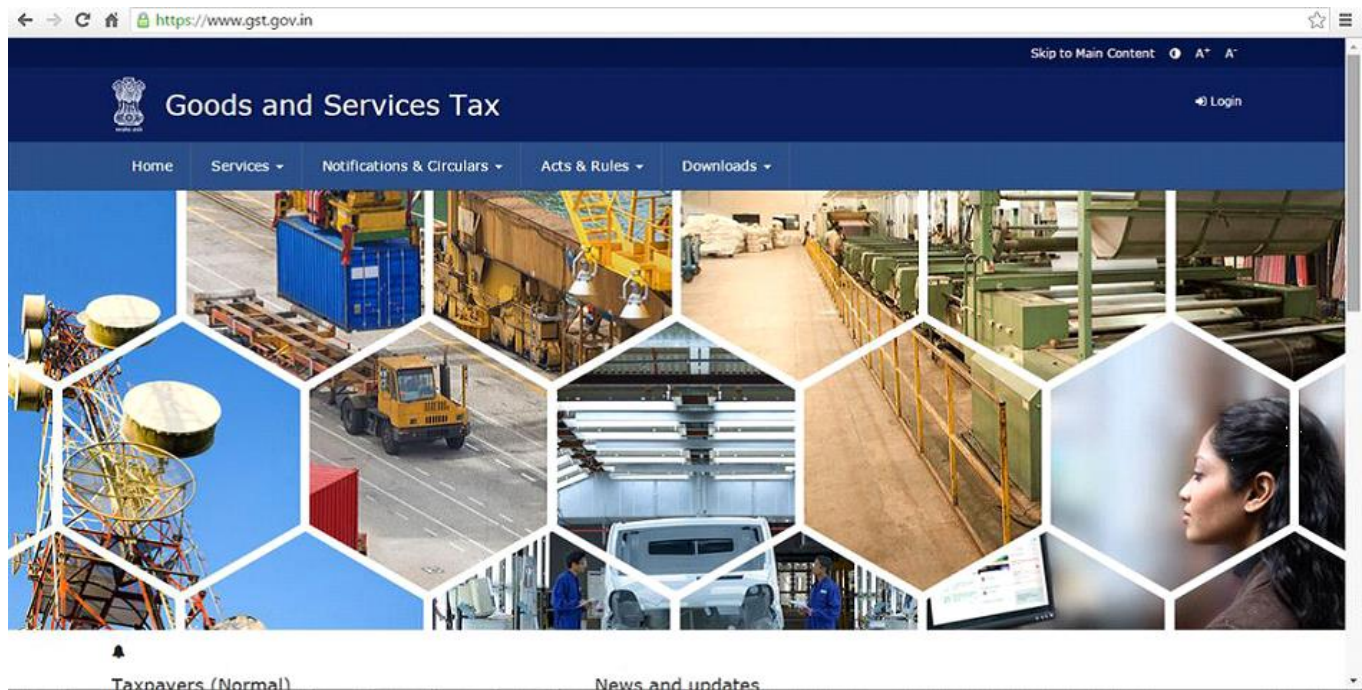 https://www.gst.gov.in
Skip to Main Content A+ A-
Goods and Services Tax
Login
Home Services Notifications & Circulars Acts & Rules Downloads
Taxpayers (Normal) News and updates